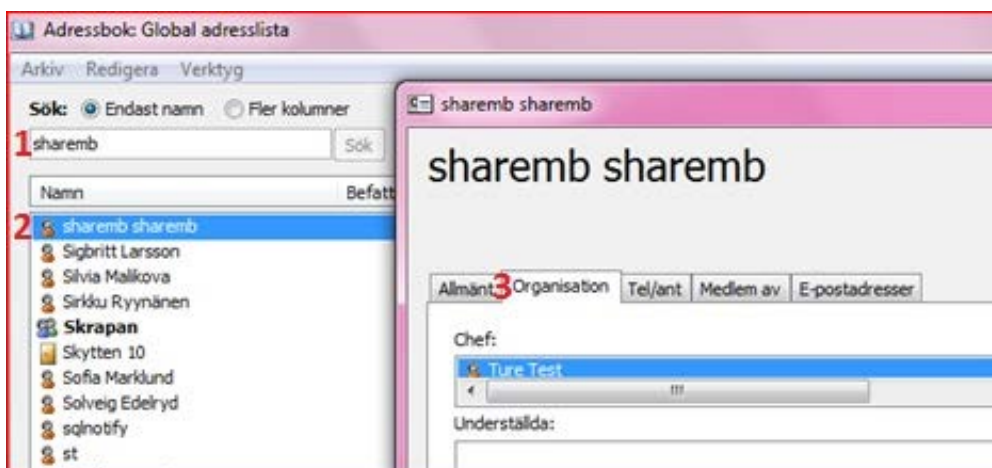 Adressbok: Global adresslista
Arkiv Redigera Verktyg
Sök: Endast namn Fler kolumner
1 sharemb Sök
Namn Befatt
2 sharemb sharemb
Sigbritt Larsson
Silvia Malikova
Sirkku Ryynänen
Skrapan
Skytten 10
Sofia Marklund
Solveig Edelryd
sqlnotify
st
sharemb sharemb
sharemb sharemb
Allmänt 3 Organisation Tel/ant Medlem av E-postadresser
Chef:
Ture Test
Underställda: